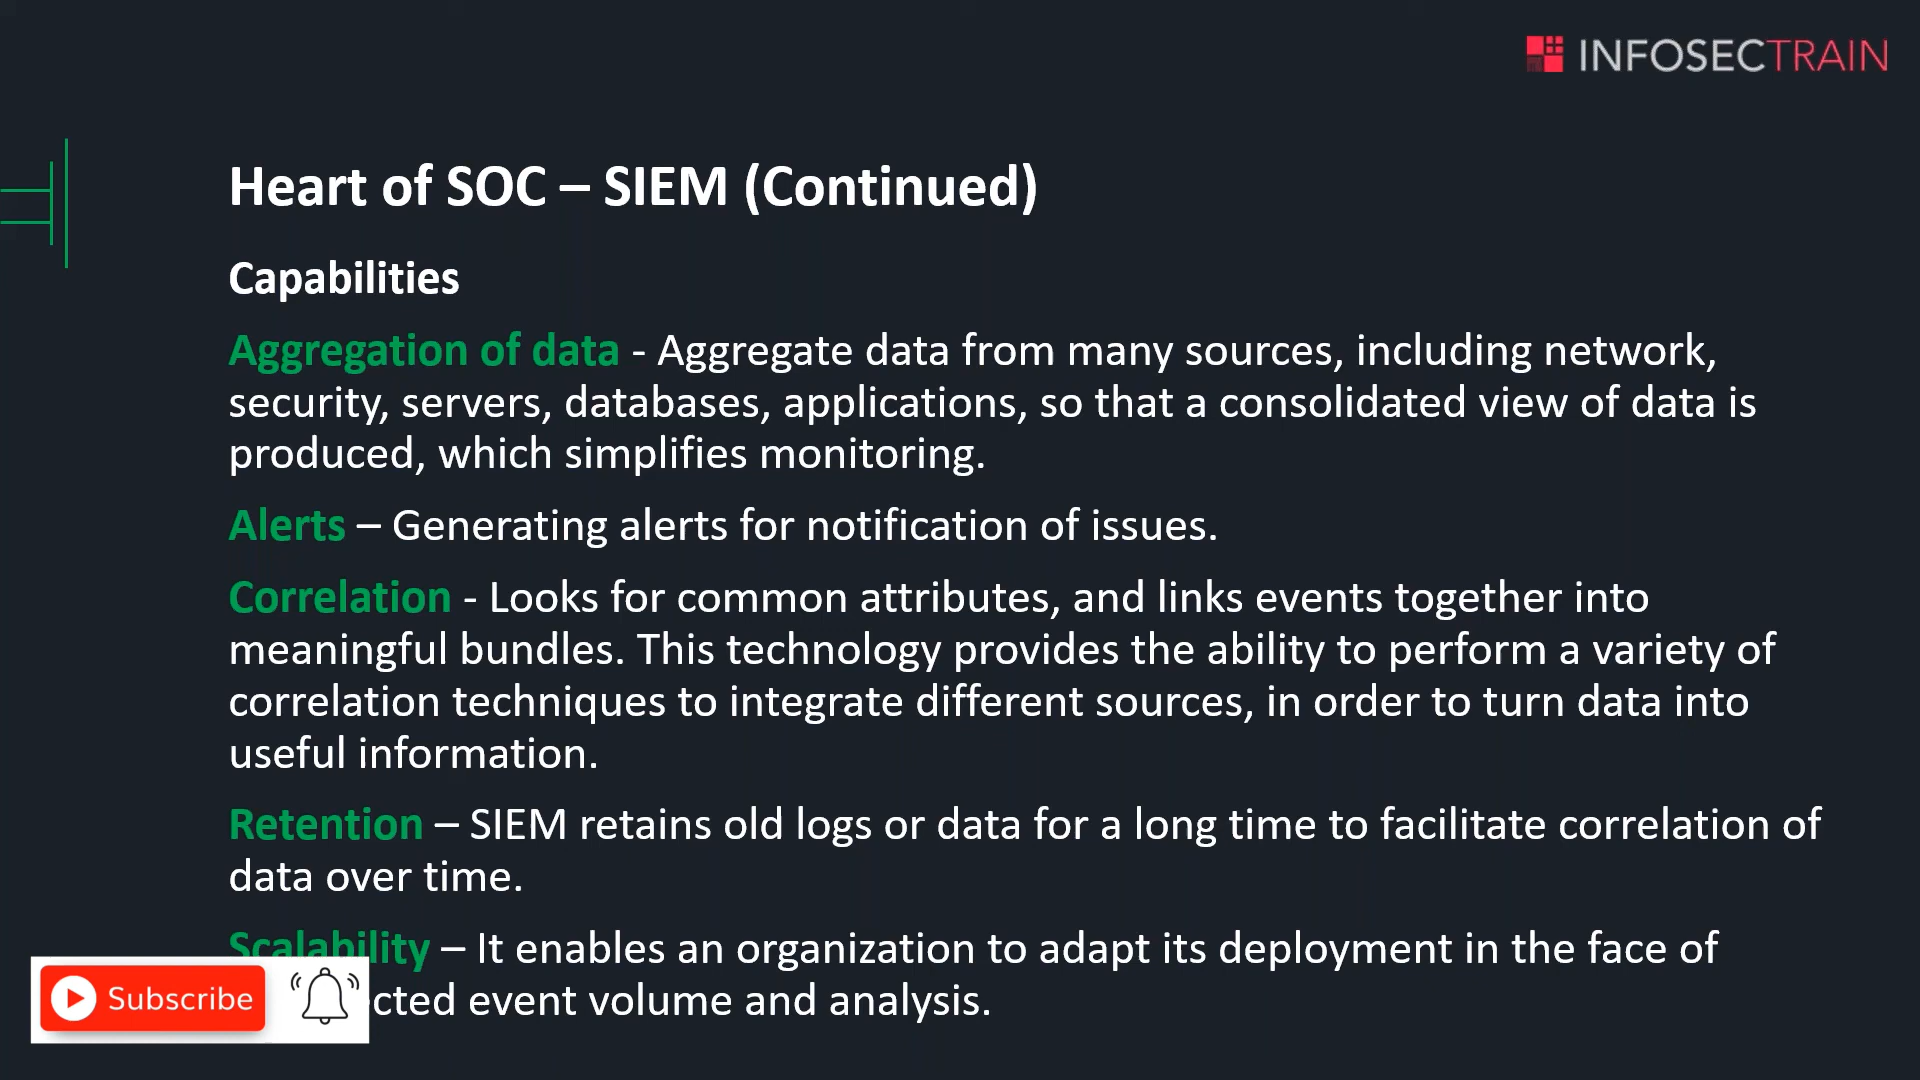 INFOSECTRAIN
Heart of SOC – SIEM (Continued)
Capabilities
Aggregation of data - Aggregate data from many sources, including network,
security, servers, databases, applications, so that a consolidated view of data is
produced, which simplifies monitoring.
Alerts – Generating alerts for notification of issues.
Correlation - Looks for common attributes, and links events together into
meaningful bundles. This technology provides the ability to perform a variety of
correlation techniques to integrate different sources, in order to turn data into
useful information.
Retention – SIEM retains old logs or data for a long time to facilitate correlation of
data over time.
Scalability – It enables an organization to adapt its deployment in the face of
event volume and analysis.
Subscribe